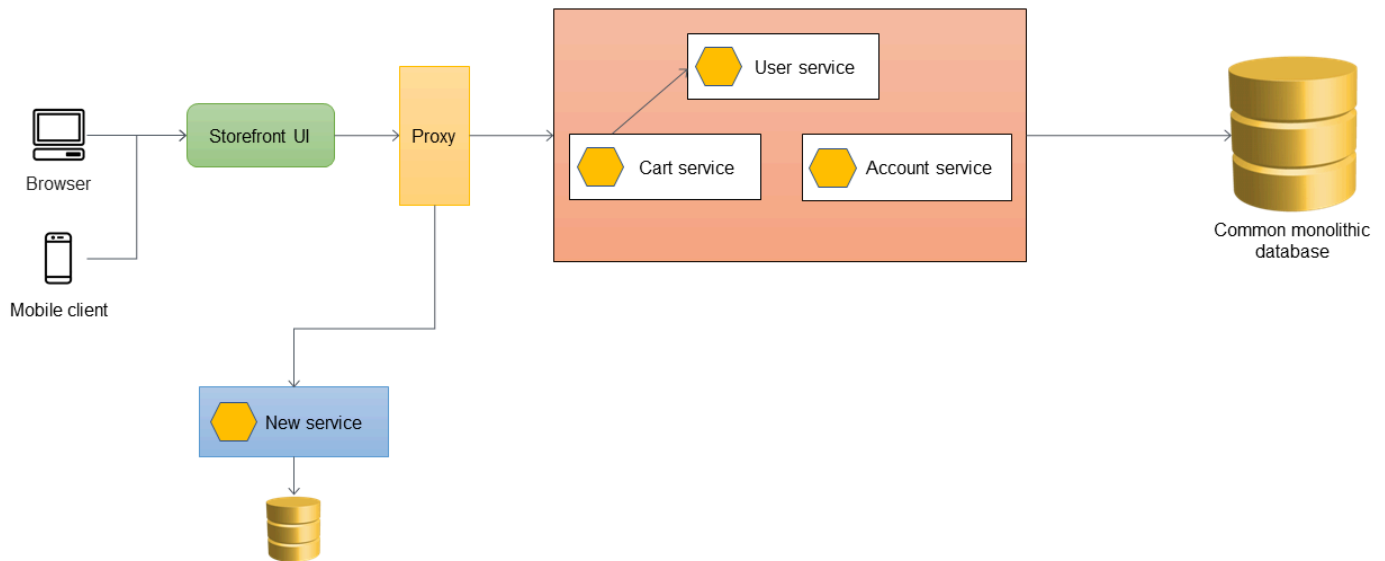 User service
Storefront UI
Proxy
Cart service
Account service
Browser
Common monolithic
database
Mobile client
New service